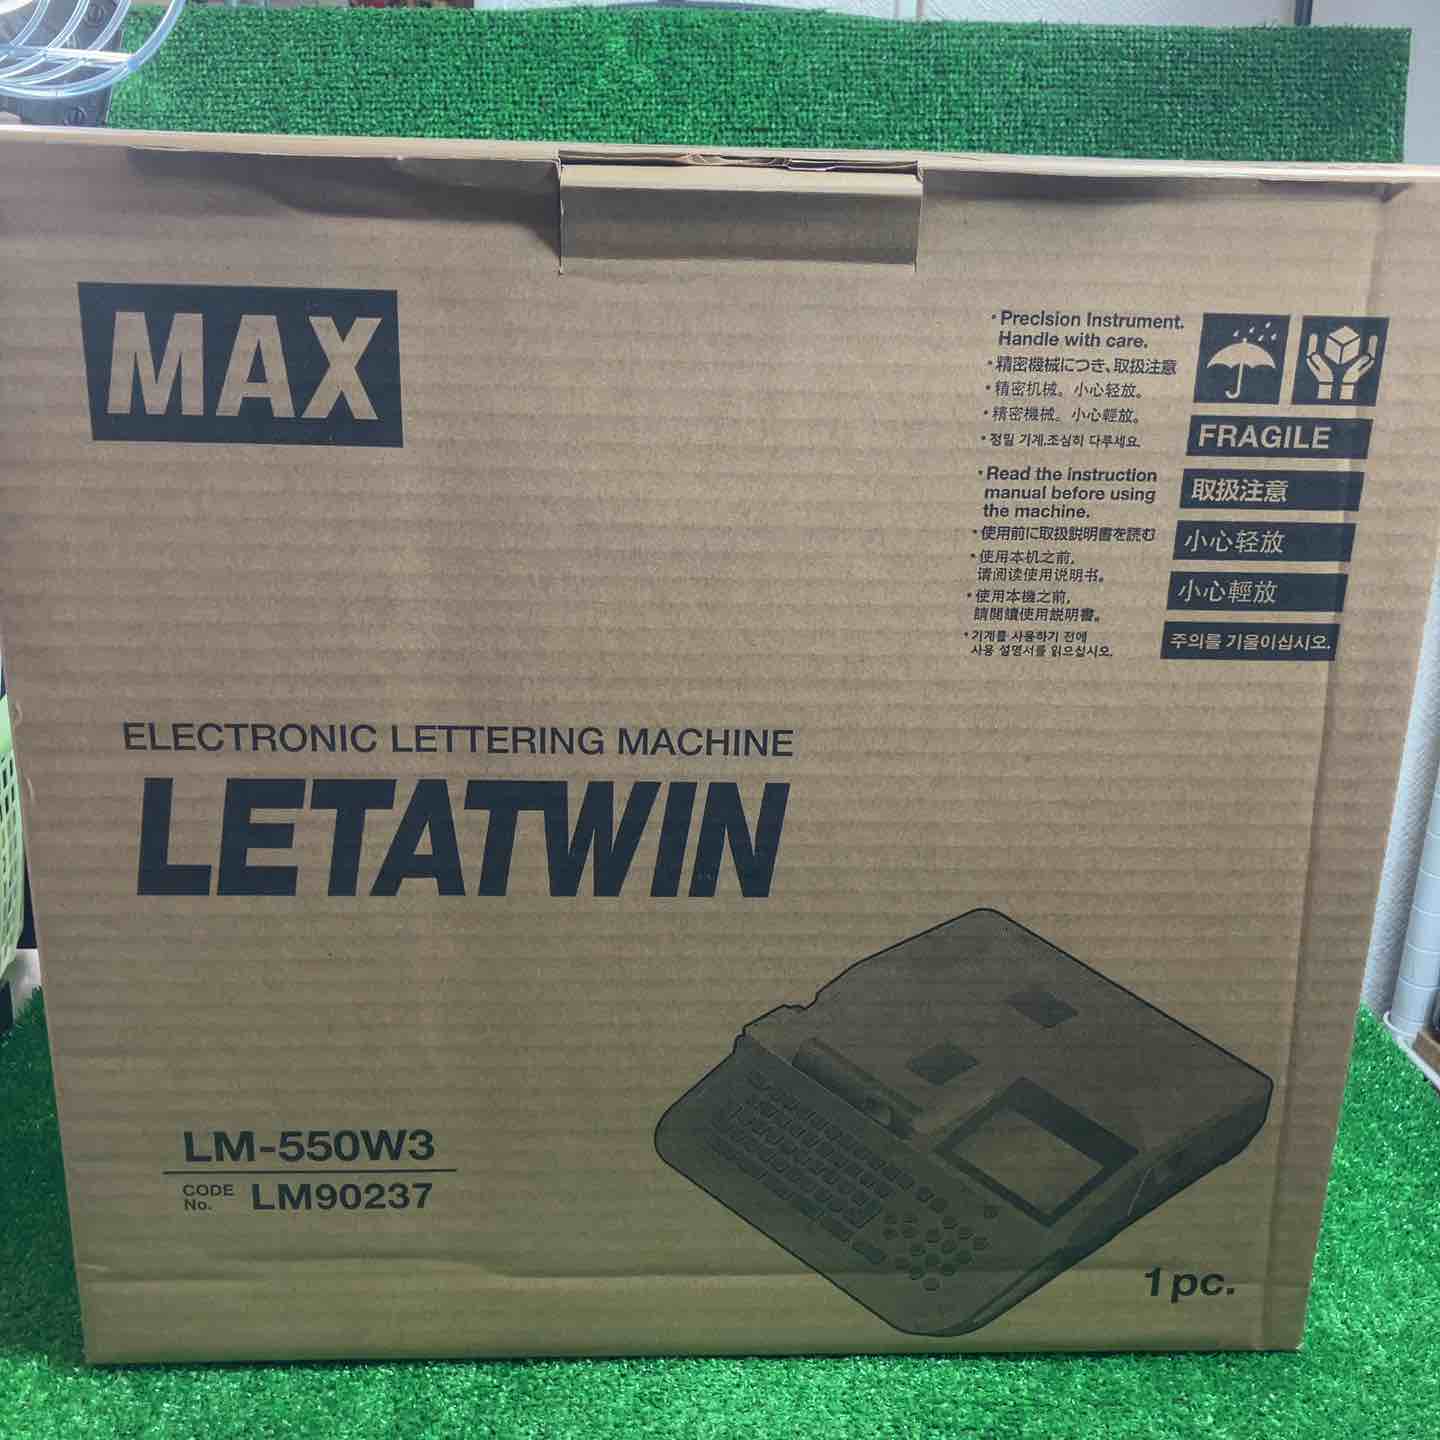 MAX
・Precision Instrument.
Handle with care.
・精密機械につき、取扱注意
・精密机械。小心轻放。
・精密機械。小心輕放。
・정밀 기계.조심히 다루세요.
・Read the instruction
manual before using
the machine.
・使用前に取扱説明書を読む
・使用本机之前,
请阅读使用说明书。
・使用本機之前,
請閲讀使用説明書。
・기계를 사용하기 전에
사용 설명서를 읽으십시오.
FRAGILE
取扱注意
小心轻放
小心輕放
주의를 기울이십시오.
ELECTRONIC LETTERING MACHINE
LETATWIN
LM-550W3
CODE No. LM90237
1 pc.